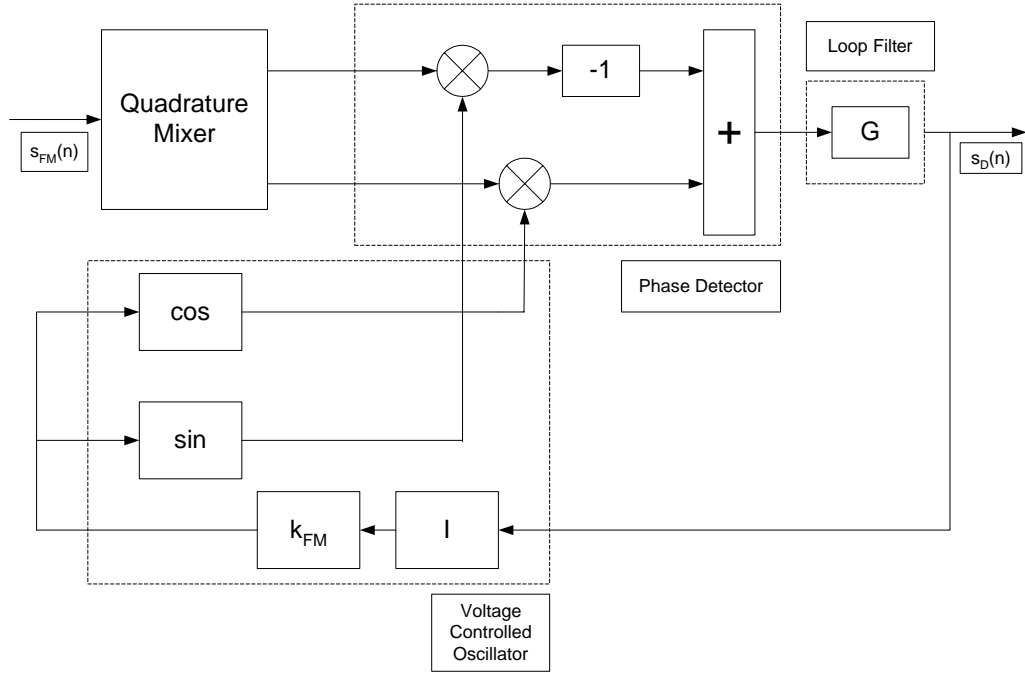 -1
Loop Filter
Quadrature
Mixer
+
G
s_FM(n)
s_D(n)
Phase Detector
cos
sin
k_FM
I
Voltage
Controlled
Oscillator